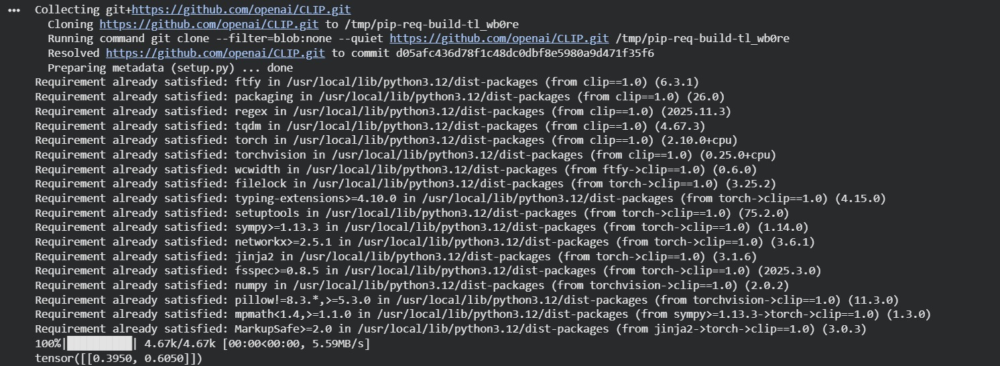 Collecting git+https://github.com/openai/CLIP.git
Cloning https://github.com/openai/CLIP.git to /tmp/pip-req-build-tl_wb0re
Running command git clone --filter=blob:none --quiet https://github.com/openai/CLIP.git /tmp/pip-req-build-tl_wb0re
Resolved https://github.com/openai/CLIP.git to commit d05afc436d78f1c48dc0dbf8e5980a9d471f35f6
Preparing metadata (setup.py) ... done
Requirement already satisfied: ftfy in /usr/local/lib/python3.12/dist-packages (from clip==1.0) (6.3.1)
Requirement already satisfied: packaging in /usr/local/lib/python3.12/dist-packages (from clip==1.0) (26.0)
Requirement already satisfied: regex in /usr/local/lib/python3.12/dist-packages (from clip==1.0) (2025.11.3)
Requirement already satisfied: tqdm in /usr/local/lib/python3.12/dist-packages (from clip==1.0) (4.67.3)
Requirement already satisfied: torch in /usr/local/lib/python3.12/dist-packages (from clip==1.0) (2.10.0+cpu)
Requirement already satisfied: torchvision in /usr/local/lib/python3.12/dist-packages (from clip==1.0) (0.25.0+cpu)
Requirement already satisfied: wcwidth in /usr/local/lib/python3.12/dist-packages (from ftfy->clip==1.0) (0.6.0)
Requirement already satisfied: filelock in /usr/local/lib/python3.12/dist-packages (from torch->clip==1.0) (3.25.2)
Requirement already satisfied: typing-extensions>=4.10.0 in /usr/local/lib/python3.12/dist-packages (from torch->clip==1.0) (4.15.0)
Requirement already satisfied: setuptools in /usr/local/lib/python3.12/dist-packages (from torch->clip==1.0) (75.2.0)
Requirement already satisfied: sympy>=1.13.3 in /usr/local/lib/python3.12/dist-packages (from torch->clip==1.0) (1.14.0)
Requirement already satisfied: networkx>=2.5.1 in /usr/local/lib/python3.12/dist-packages (from torch->clip==1.0) (3.6.1)
Requirement already satisfied: jinja2 in /usr/local/lib/python3.12/dist-packages (from torch->clip==1.0) (3.1.6)
Requirement already satisfied: fsspec>=0.8.5 in /usr/local/lib/python3.12/dist-packages (from torch->clip==1.0) (2025.3.0)
Requirement already satisfied: numpy in /usr/local/lib/python3.12/dist-packages (from torchvision->clip==1.0) (2.0.2)
Requirement already satisfied: pillow!=8.3.*,>=5.3.0 in /usr/local/lib/python3.12/dist-packages (from torchvision->clip==1.0) (11.3.0)
Requirement already satisfied: mpmath<1.4,>=1.1.0 in /usr/local/lib/python3.12/dist-packages (from sympy>=1.13.3->torch->clip==1.0) (1.3.0)
Requirement already satisfied: MarkupSafe>=2.0 in /usr/local/lib/python3.12/dist-packages (from jinja2->torch->clip==1.0) (3.0.3)
100%|██████████| 4.67k/4.67k [00:00<00:00, 5.59MB/s]
tensor([[0.3950, 0.6050]])